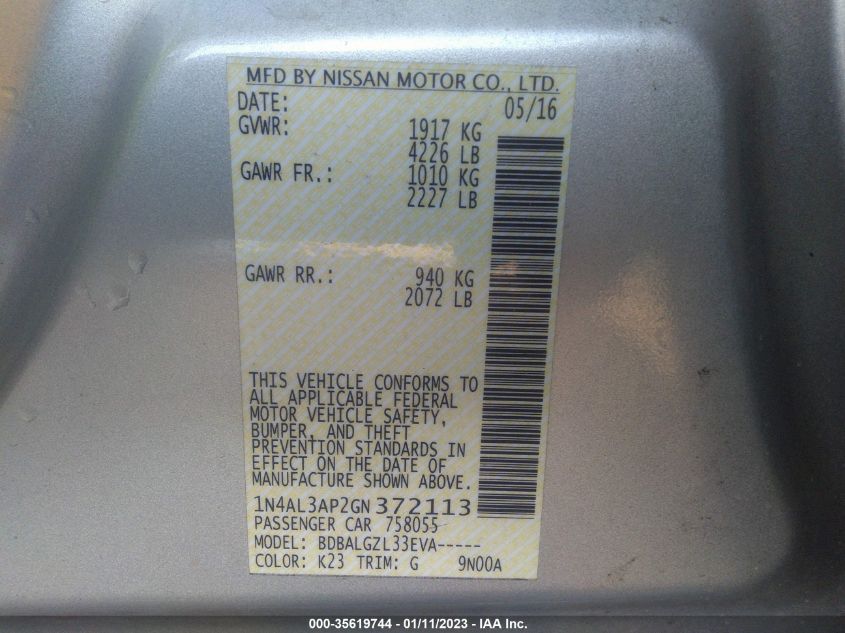 MFD BY NISSAN MOTOR CO., LTD.
DATE: 05/16
GVWR: 1917 KG
4226 LB
GAWR FR.: 1010 KG
2227 LB
GAWR RR.: 940 KG
2072 LB
THIS VEHICLE CONFORMS TO
ALL APPLICABLE FEDERAL
MOTOR VEHICLE SAFETY,
BUMPER, AND THEFT
PREVENTION STANDARDS IN
EFFECT ON THE DATE OF
MANUFACTURE SHOWN ABOVE.
1N4AL3AP2GN 372113
PASSENGER CAR 758055
MODEL: BDBALGZL33EVA-----
COLOR: K23 TRIM: G 9N00A
000-35619744 - 01/11/2023 - IAA Inc.